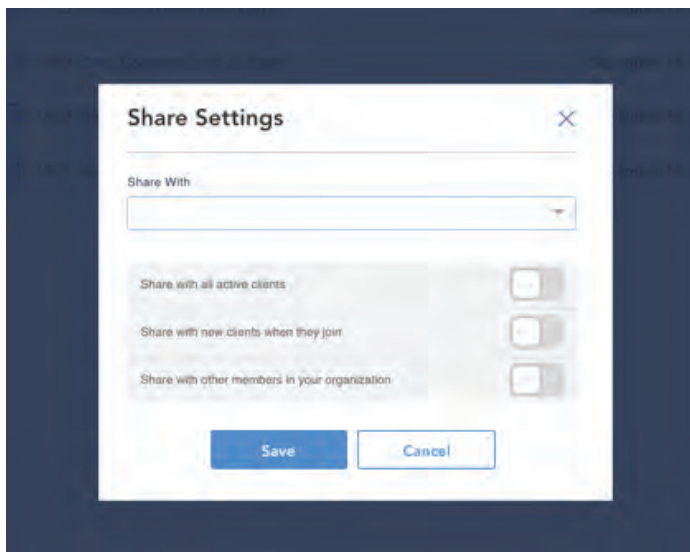 Share Settings
Share With
Share with all active clients
Share with new clients when they join
Share with other members in your organization
Save
Cancel